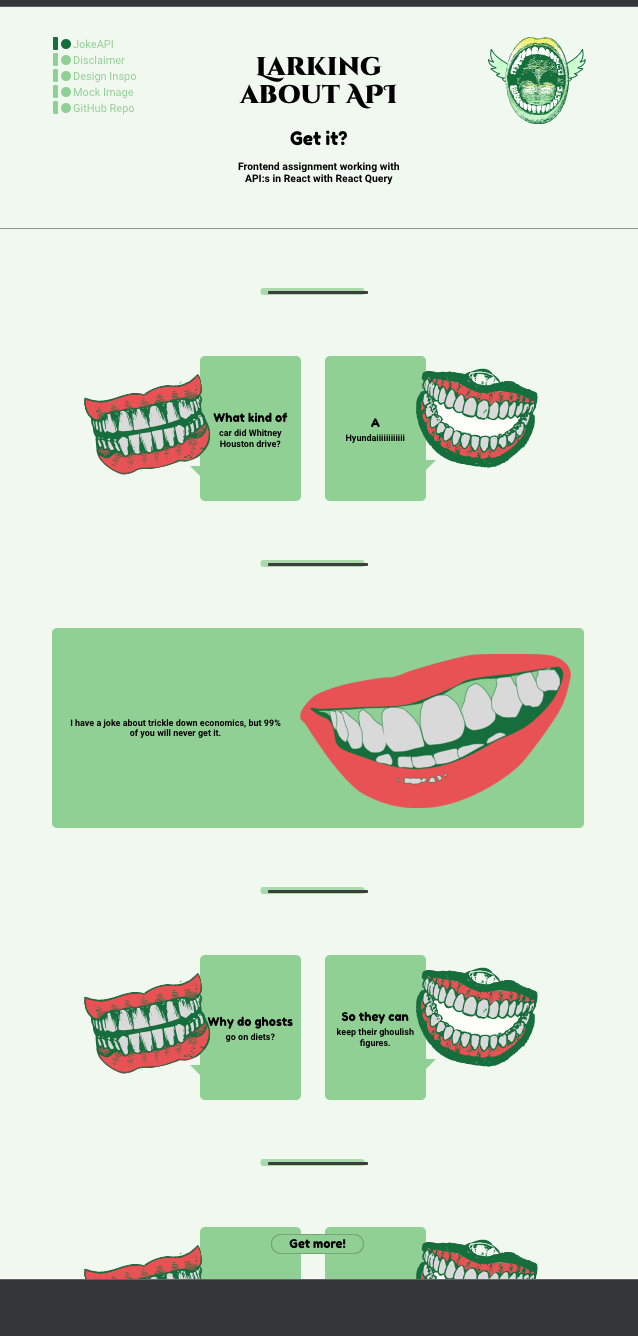 JokeAPI
Disclaimer
Design Inspo
Mock Image
GitHub Repo
LARKING
ABOUT API
Get it?
Frontend assignment working with
API:s in React with React Query
What kind of
car did Whitney
Houston drive?
A
Hyundaiiiiiiiiiiii
I have a joke about trickle down economics, but 99%
of you will never get it.
Why do ghosts
go on diets?
So they can
keep their ghoulish
figures.
Get more!